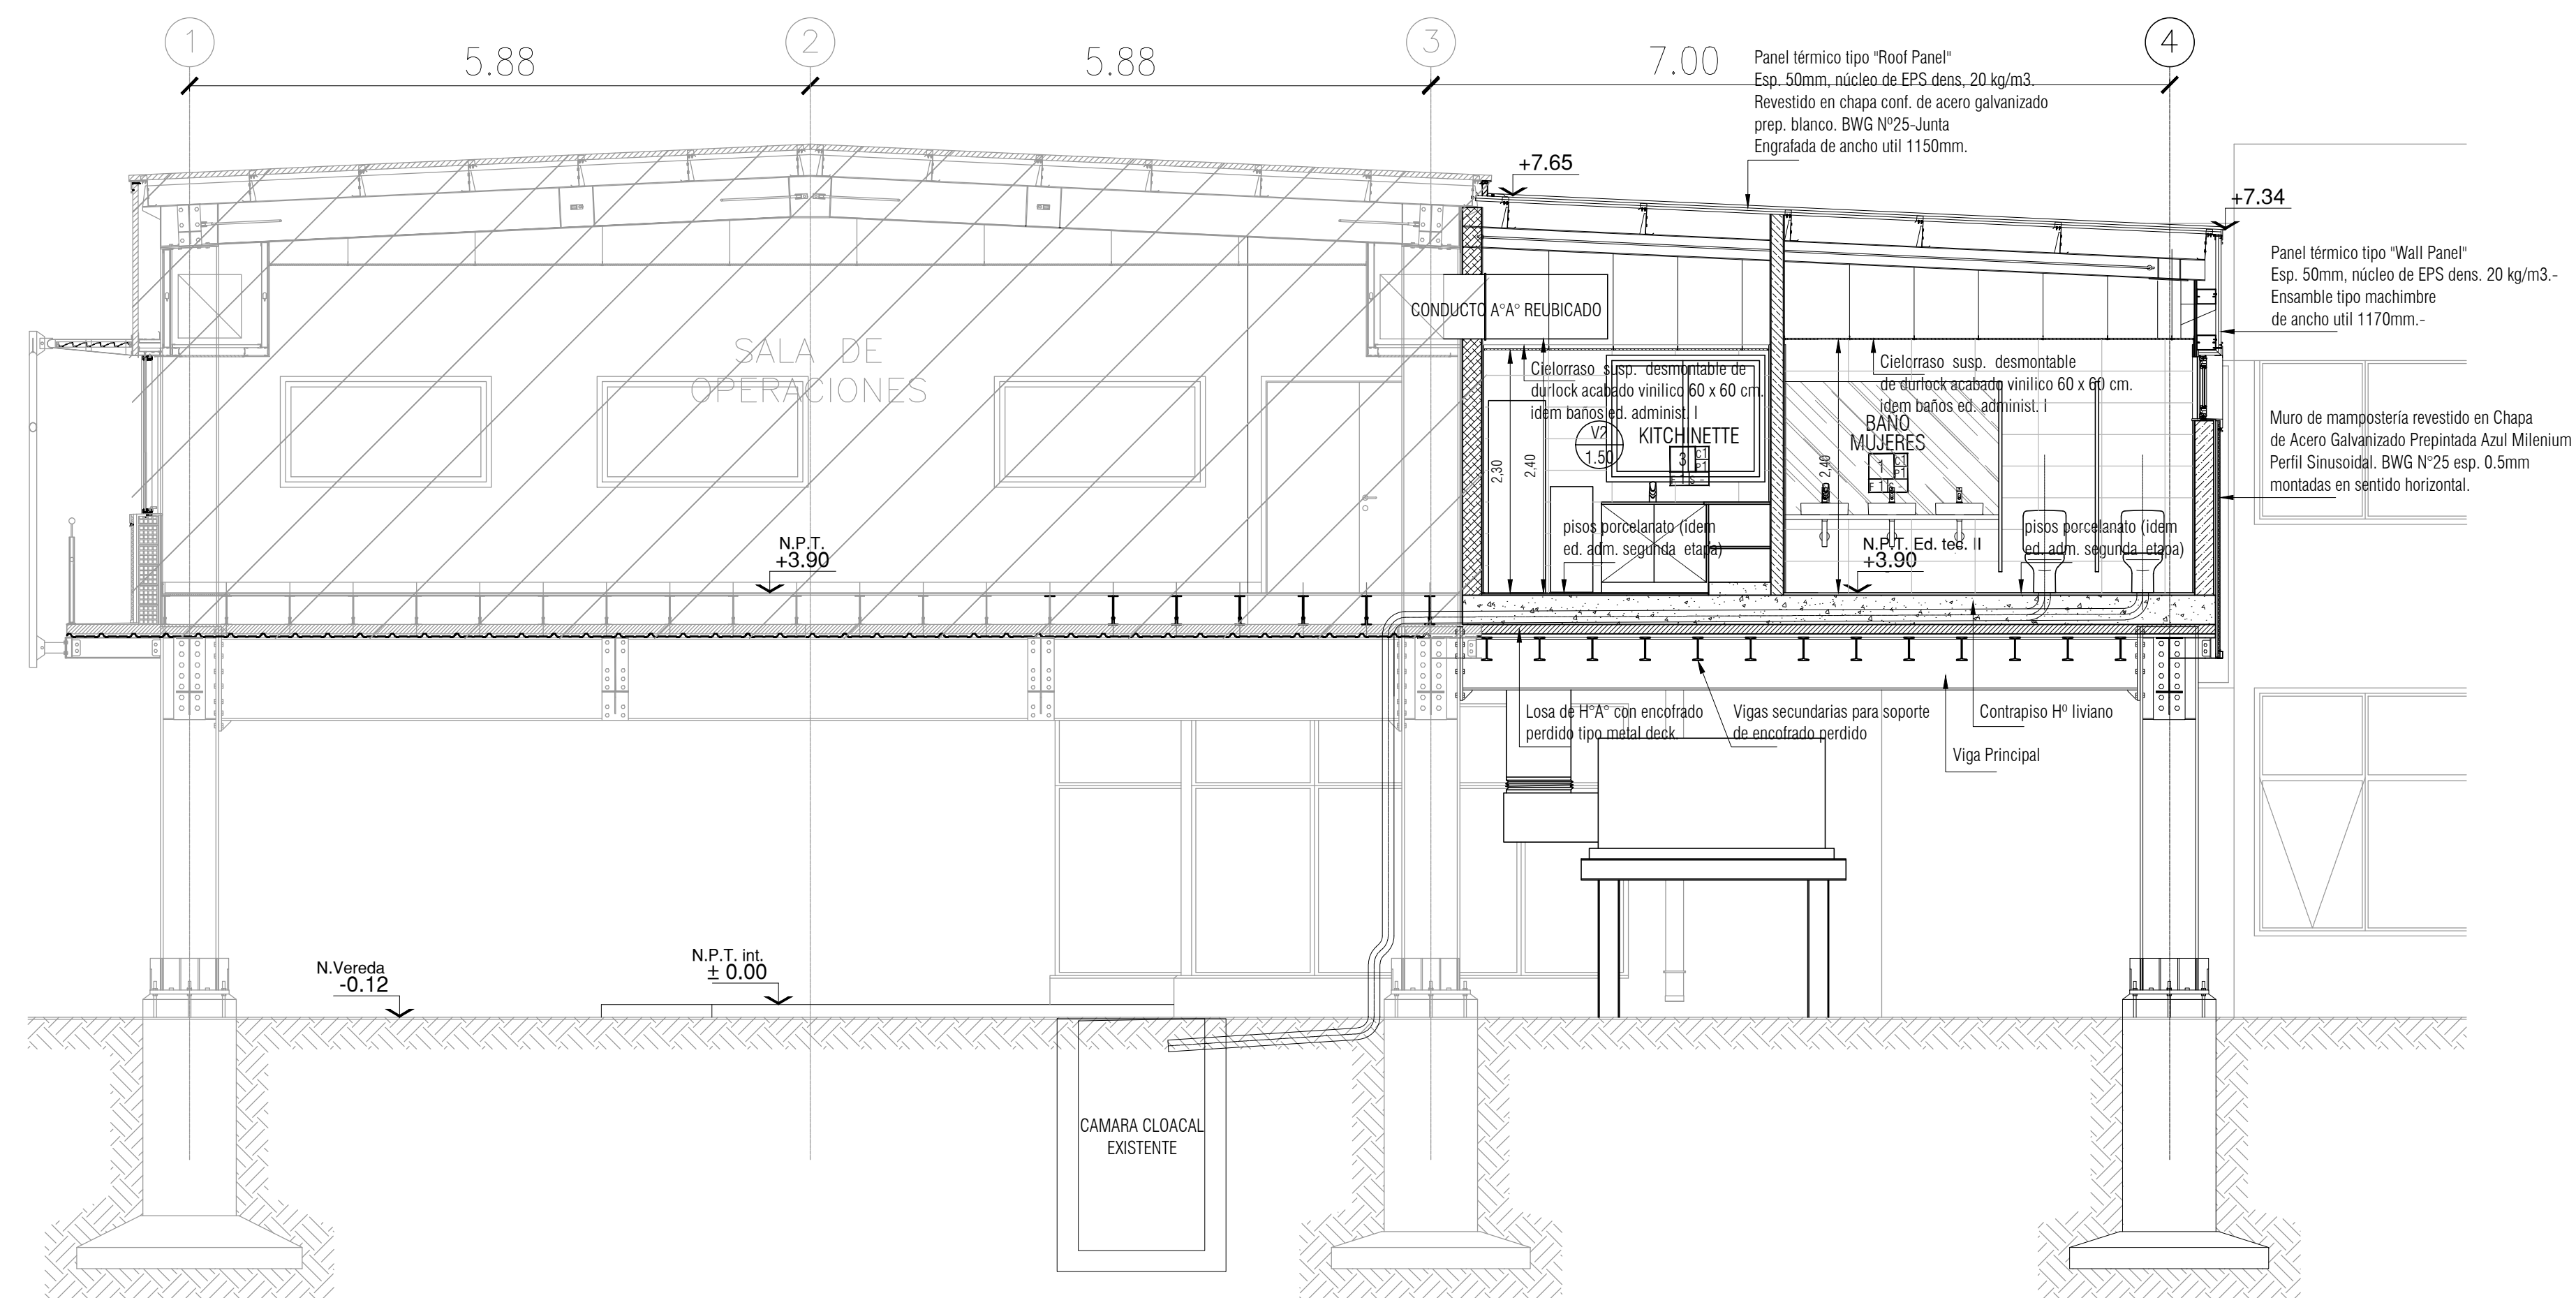 1
2
3
4
5.88
5.88
7.00
Panel térmico tipo "Roof Panel"
Esp. 50mm, núcleo de EPS dens, 20 kg/m3.
Revestido en chapa conf. de acero galvanizado
prep. blanco. BWG Nº25-Junta
Engrafada de ancho util 1150mm.
+7.65
+7.34
Panel térmico tipo "Wall Panel"
Esp. 50mm, núcleo de EPS dens. 20 kg/m3.-
Ensamble tipo machimbre
de ancho util 1170mm.-
CONDUCTO A°A° REUBICADO
SALA DE
OPERACIONES
Cielorraso susp. desmontable de
durlock acabado vinilico 60 x 60 cm.
idem baños ed. administ. I
Cielorraso susp. desmontable
de durlock acabado vinilico 60 x 60 cm.
idem baños ed. administ. I
Muro de mampostería revestido en Chapa
de Acero Galvanizado Prepintada Azul Milenium
Perfil Sinusoidal. BWG N°25 esp. 0.5mm
montadas en sentido horizontal.
V2
1.50
KITCHINETTE
3
C1
P1
BAÑO
MUJERES
1
C1
P1
2,30
2,40
2,40
pisos porcelanato (idem
ed. adm. segunda etapa)
pisos porcelanato (idem
ed. adm. segunda etapa)
N.P.T.
+3.90
N.P.T. Ed. tec. II
+3.90
Losa de H°A° con encofrado
perdido tipo metal deck.
Vigas secundarias para soporte
de encofrado perdido
Contrapiso Hº liviano
Viga Principal
N.Vereda
-0.12
N.P.T. int.
± 0.00
CAMARA CLOACAL
EXISTENTE